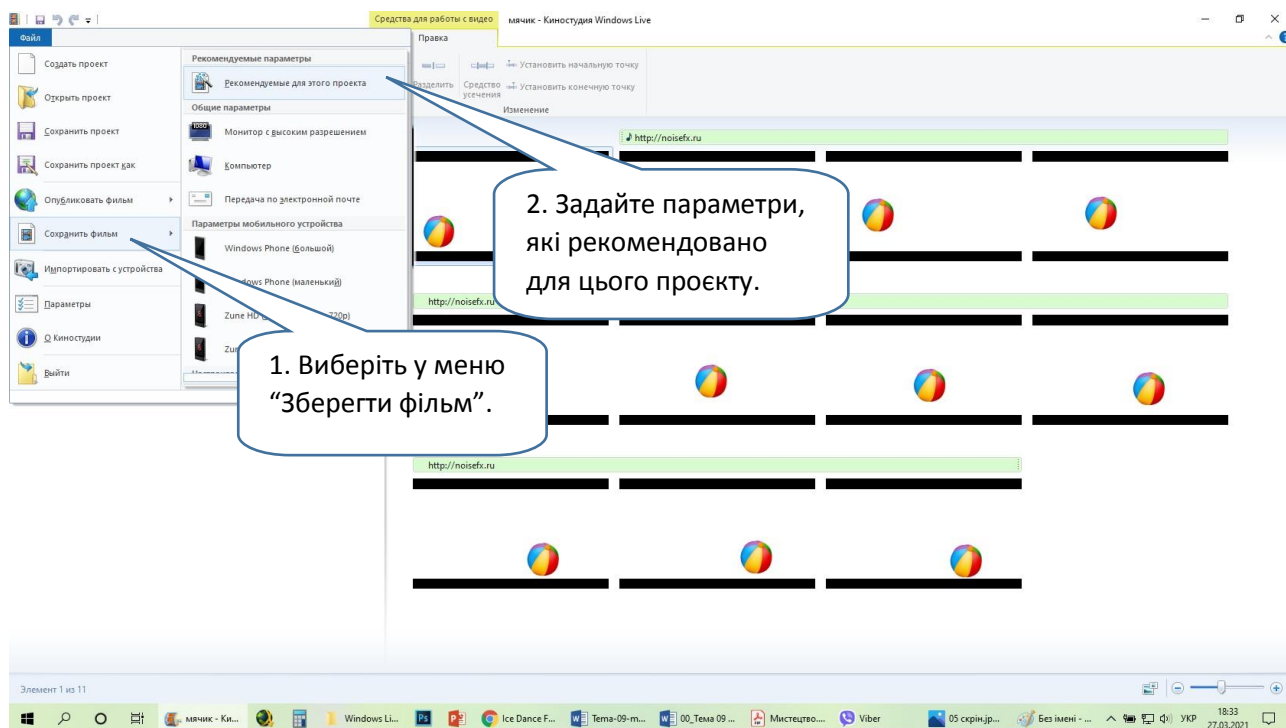 Средства для работы с видео
мячик - Киностудия Windows Live
Файл
Правка
Создать проект
Открыть проект
Сохранить проект
Сохранить проект как
Опубликовать фильм
Сохранить фильм
Импортировать с устройства
Параметры
О Киностудии
Выйти
Рекомендуемые параметры
Рекомендуемые для этого проекта
Общие параметры
Монитор с высоким разрешением
Компьютер
Передача по электронной почте
Параметры мобильного устройства
Windows Phone (большой)
Phone (маленький)
Zune HD
720p)
Разделить
Средство усечения
Установить начальную точку
Установить конечную точку
Изменение
http://noisefx.ru
2. Задайте параметри,
які рекомендовано
для цього проєкту.
http://noisefx.ru
1. Виберіть у меню
“Зберегти фільм”.
http://noisefx.ru
Элемент 1 из 11
мячик - Ки...
Windows Li...
Ice Dance F...
Tema-09-m...
00_Тема 09 ...
Мистецтво....
Viber
05 скрін.jp...
Без імені - ...
УКР
18:33
27.03.2021